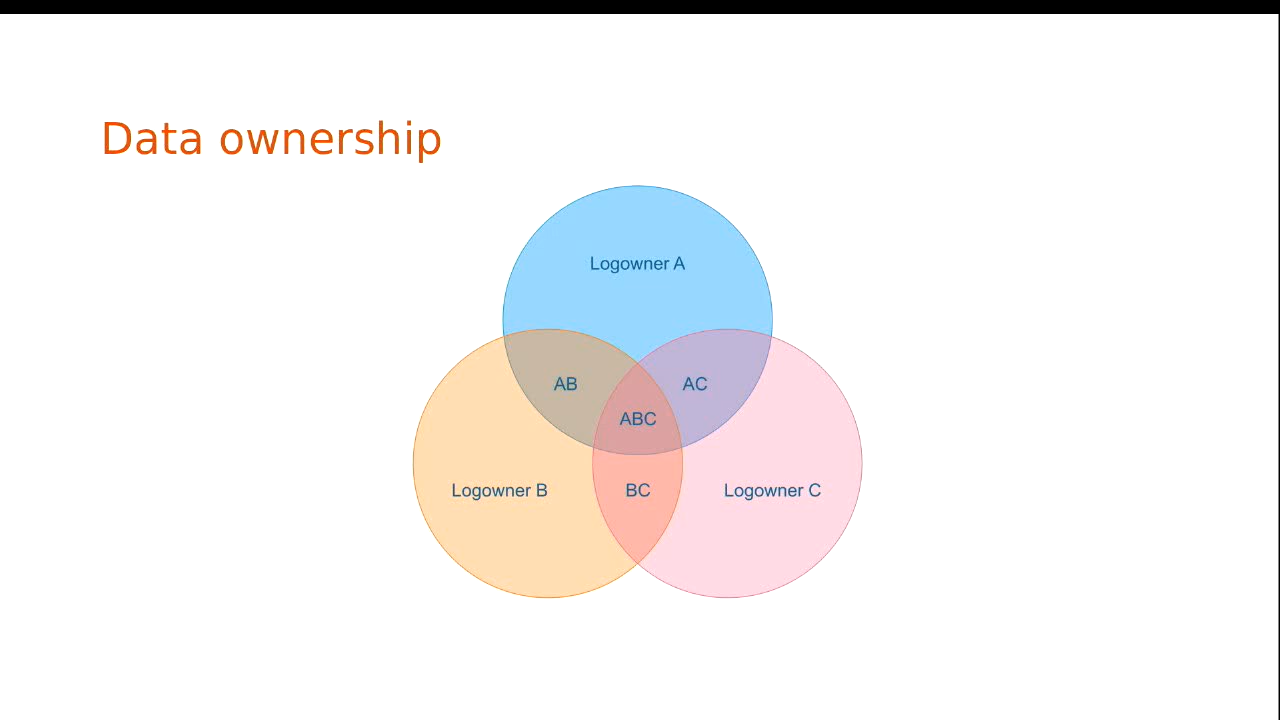 Data ownership
Logowner A
AB
AC
ABC
Logowner B
BC
Logowner C